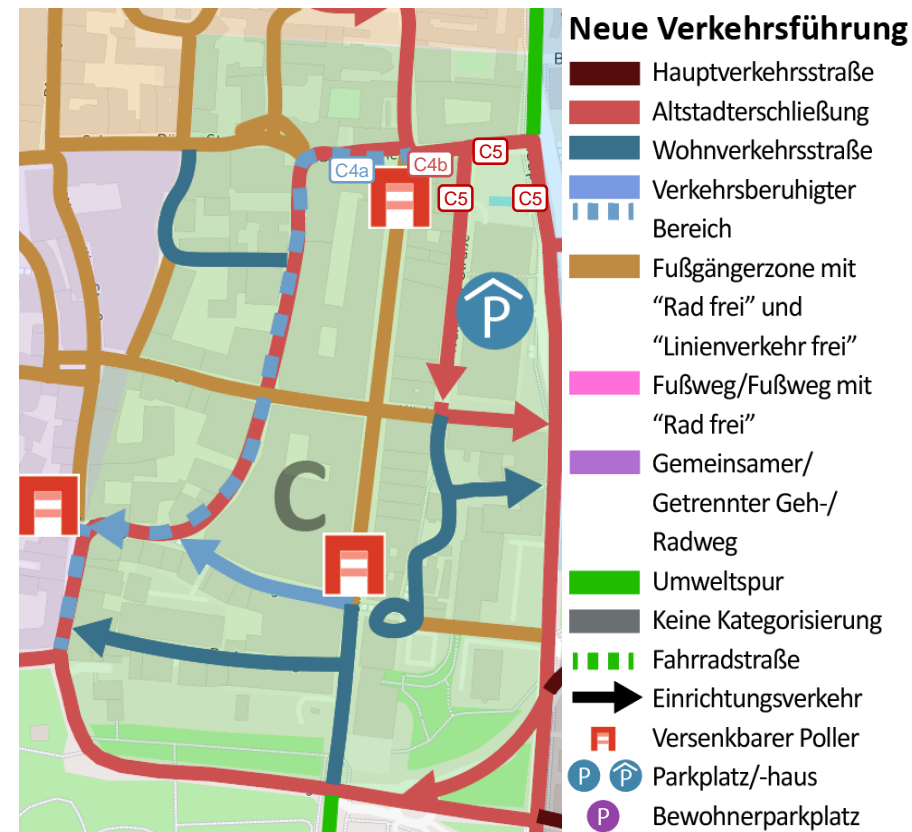 Neue Verkehrsführung
Hauptverkehrsstraße
Altstadterschließung
Wohnverkehrsstraße
Verkehrsberuhigter
Bereich
Fußgängerzone mit
“Rad frei” und
“Linienverkehr frei”
Fußweg/Fußweg mit
“Rad frei”
Gemeinsamer/
Getrennter Geh-/
Radweg
Umweltspur
Keine Kategorisierung
Fahrradstraße
Einrichtungsverkehr
Versenkbarer Poller
P P Parkplatz/-haus
P Bewohnerparkplatz
C5
C4a
C4b
C5
C5
P
C